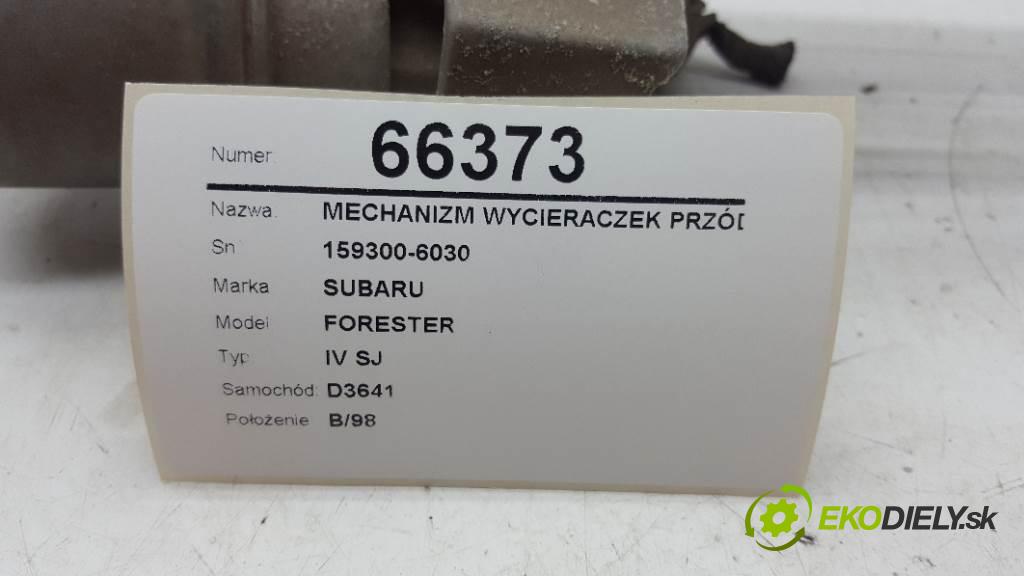 Numer: 66373
Nazwa: MECHANIZM WYCIERACZEK PRZÓD
Sn 159300-6030
Marka SUBARU
Model FORESTER
Typ IV SJ
Samochód: D3641
Położenie B/98
EKODIELY.sk